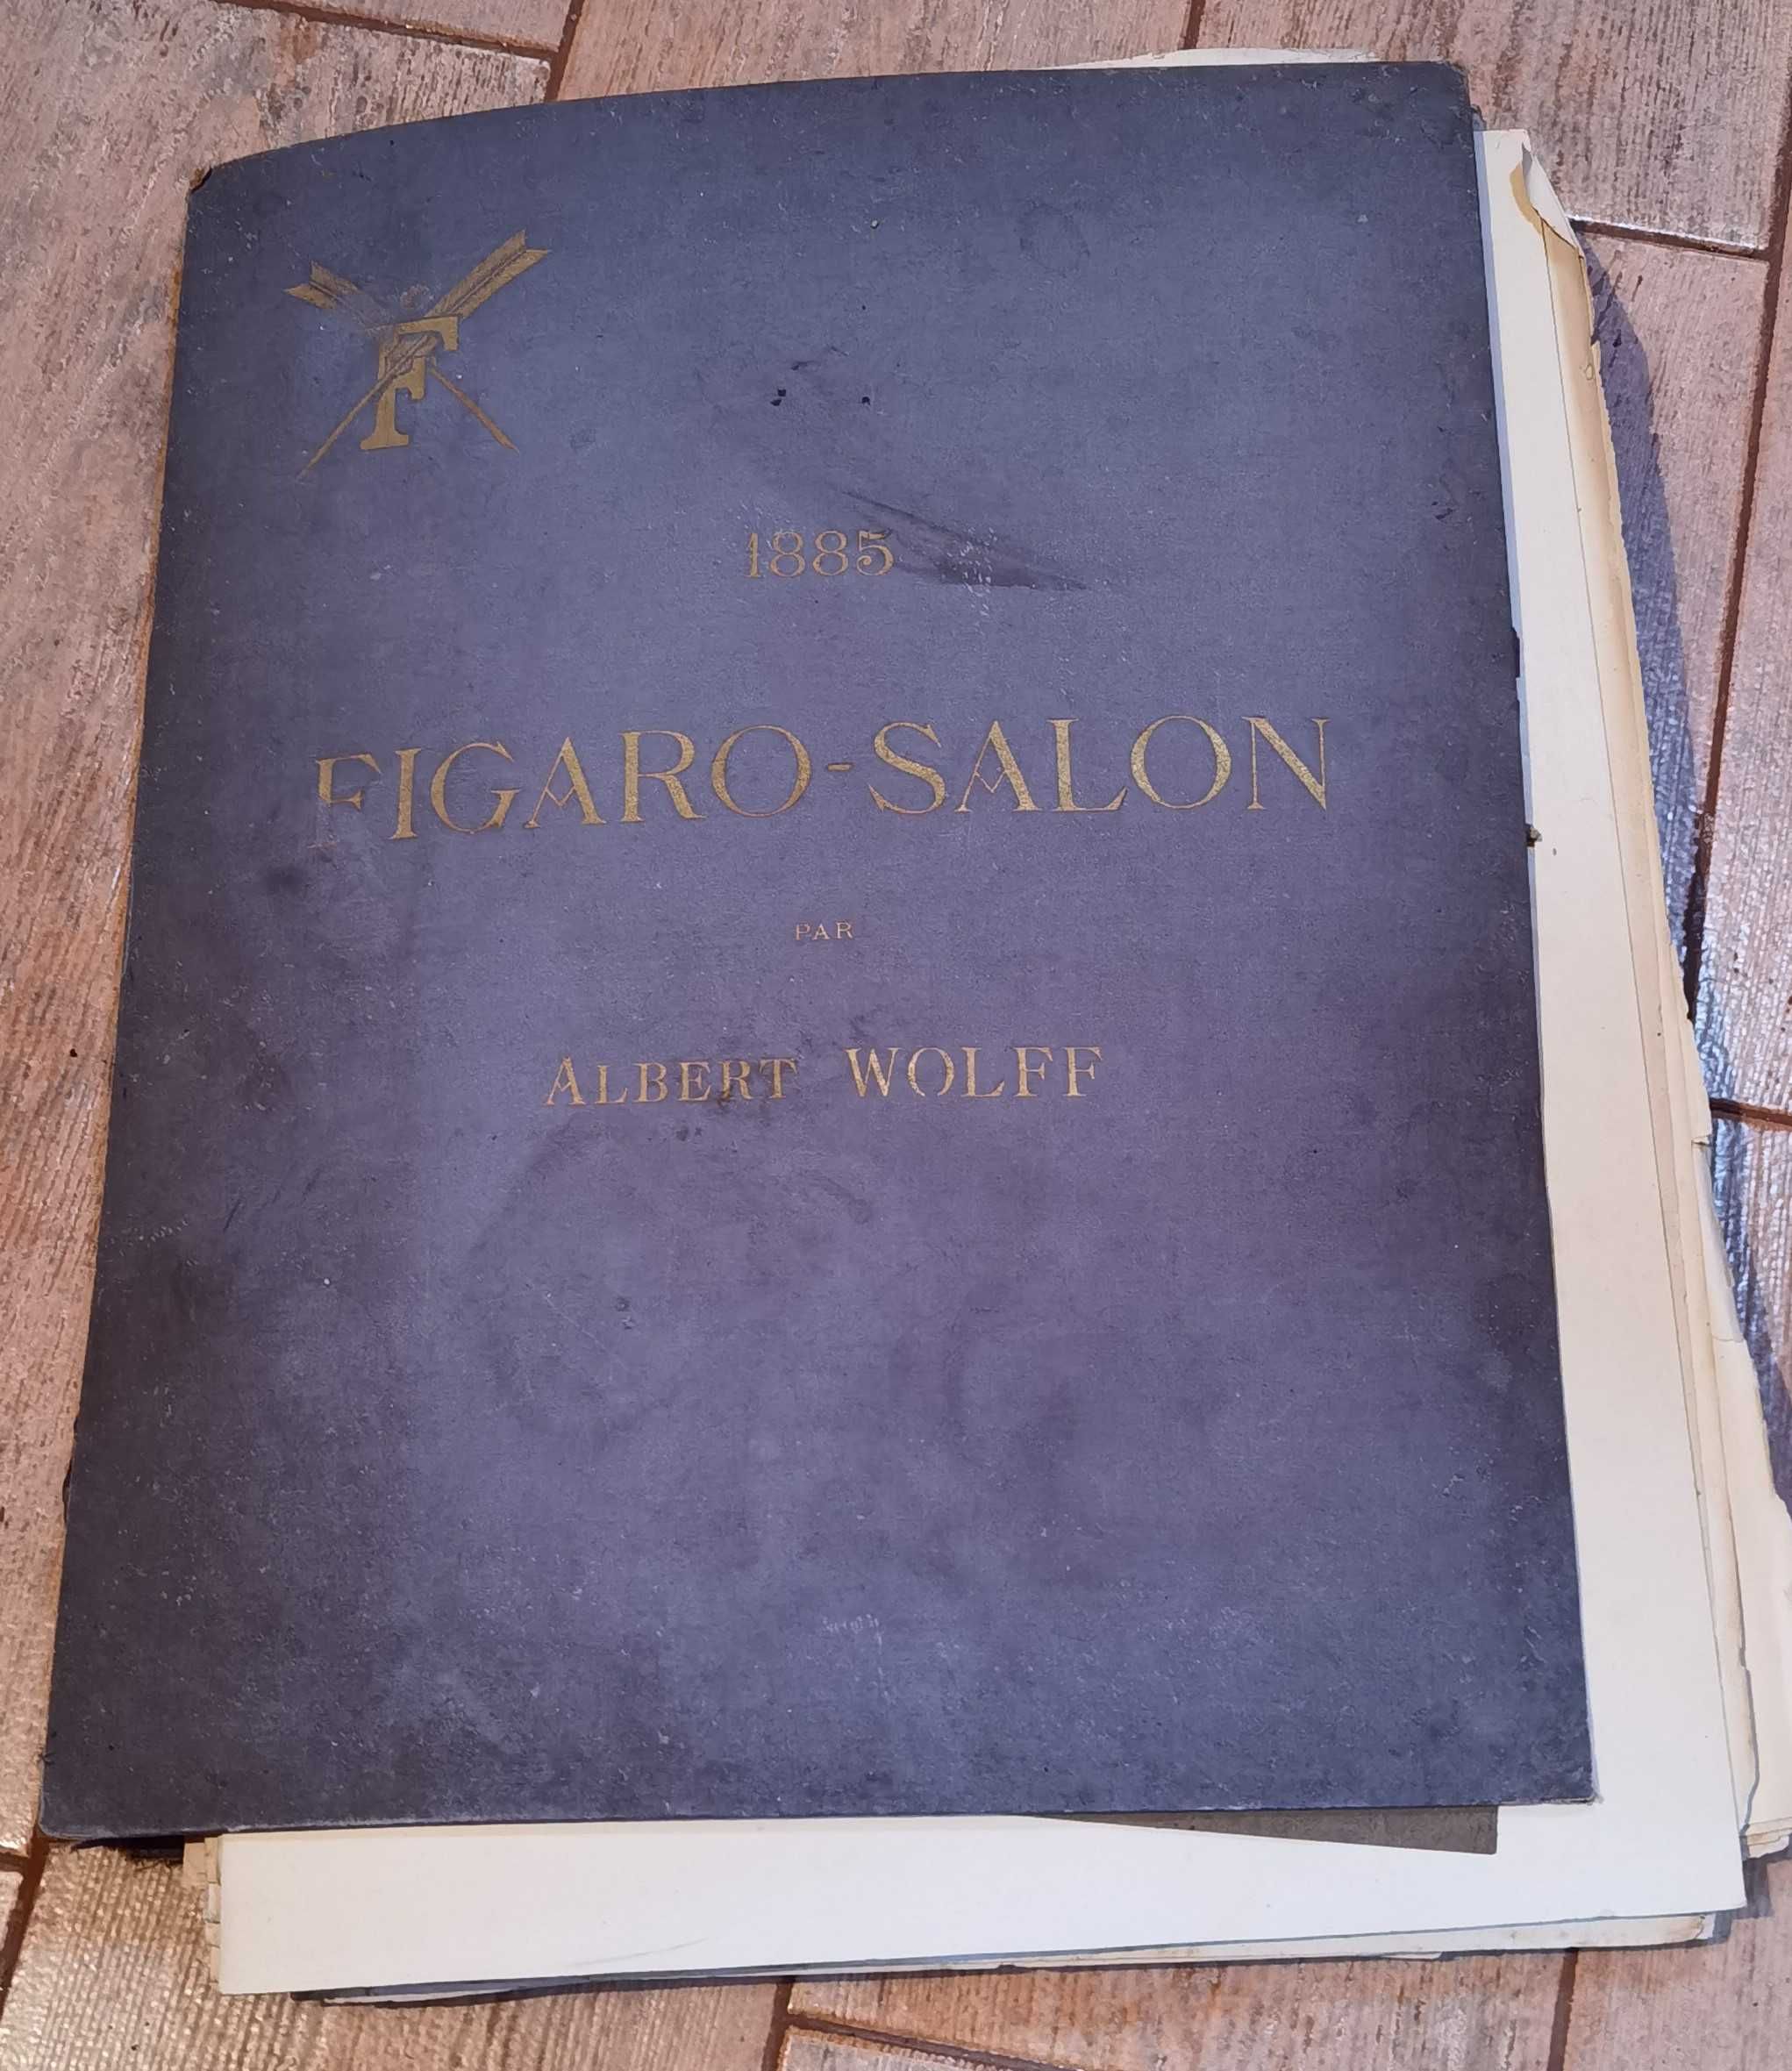 F
1885
FIGARO-SALON
PAR
ALBERT WOLFF